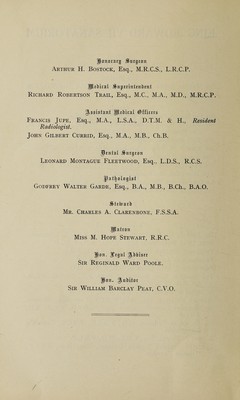 Honorary Surgeon
ARTHUR H. BOSTOCK, Esq., M.R.C.S., L.R.C.P.
Medical Superintendent
RICHARD ROBERTSON TRAIL, Esq., M.C., M.A., M.D., M.R.C.P.
Assistant Medical Officers
FRANCIS JUPE, Esq., M.A., L.S.A., D.T.M. & H., Resident
Radiologist.
JOHN GILBERT CURRID, Esq., M.A., M.B., Ch.B.
Dental Surgeon
LEONARD MONTAGUE FLEETWOOD, Esq.. L.D.S., R.C.S.
Pathologist
GODFREY WALTER GARDE, Esq., B.A., M.B., B.Ch., B.A.O.
Steward
MR. CHARLES A. CLARENBONE, F.S.S.A.
Matron
MISS M. HOPE STEWART, R.R.C.
Hon. Legal Adviser
SIR REGINALD WARD POOLE.
Hon. Auditor
SIR WILLIAM BARCLAY PEAT, C.V.O.